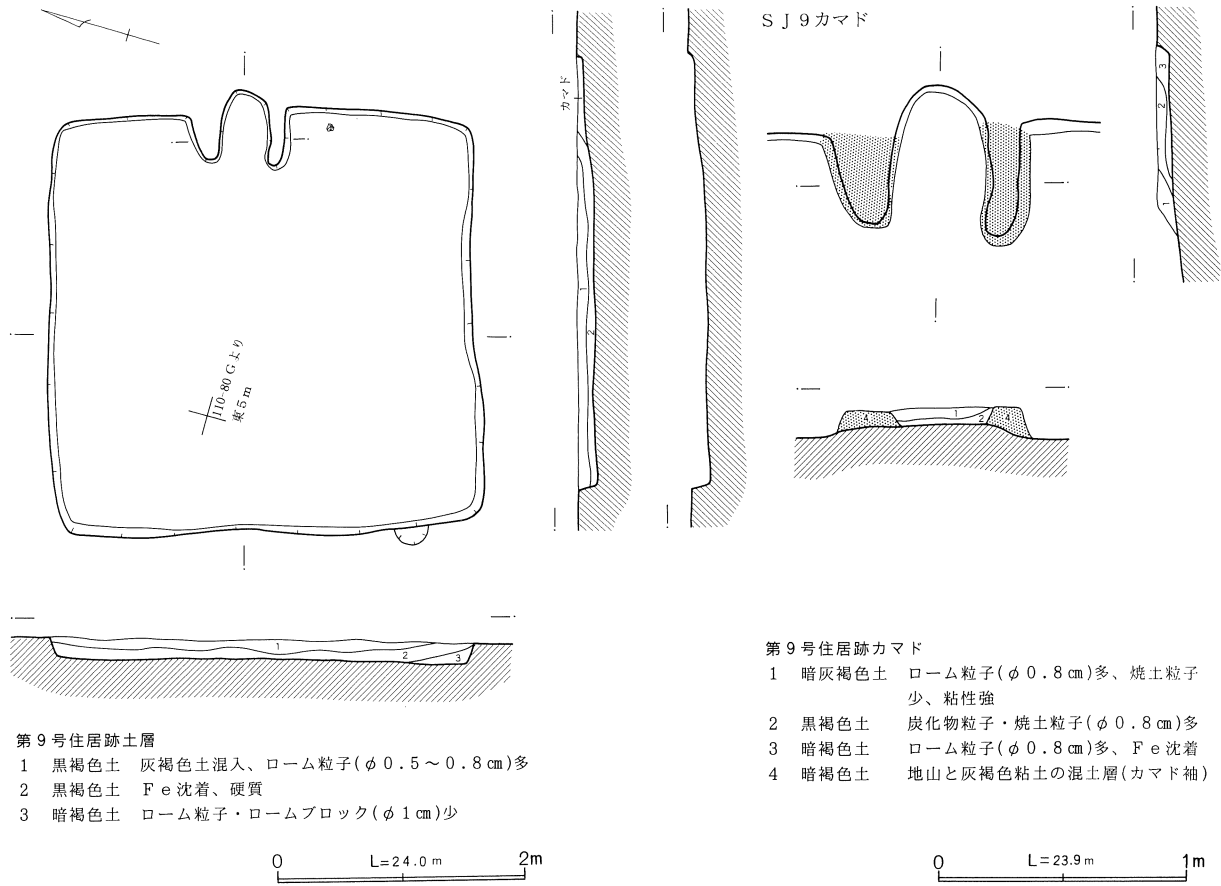 ＳＪ９カマド
カマド
1
2
3
2
1
110-80 Gより
東5m
4
1
2
4
1
2
3
第９号住居跡土層
1 黒褐色土 灰褐色土混入、ローム粒子(φ0.5～0.8㎝)多
2 黒褐色土 Ｆｅ沈着、硬質
3 暗褐色土 ローム粒子・ロームブロック(φ1㎝)少
0 L=24.0m 2m
第９号住居跡カマド
1 暗灰褐色土 ローム粒子(φ0.8㎝)多、焼土粒子
少、粘性強
2 黒褐色土 炭化物粒子・焼土粒子(φ0.8㎝)多
3 暗褐色土 ローム粒子(φ0.8㎝)多、Ｆｅ沈着
4 暗褐色土 地山と灰褐色粘土の混土層(カマド袖)
0 L=23.9m 1m